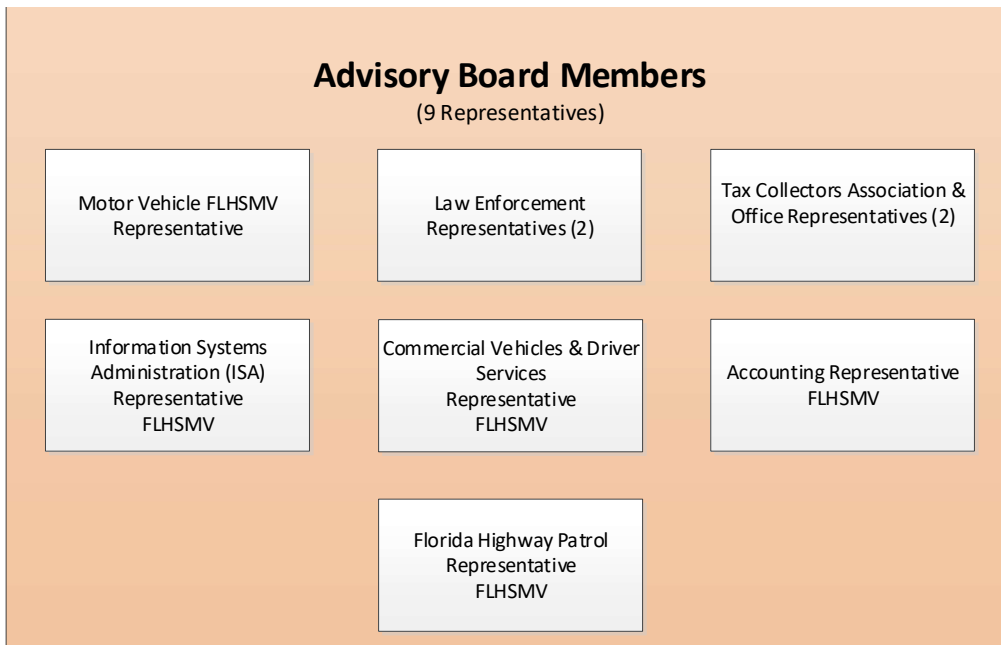 Advisory Board Members
(9 Representatives)
Motor Vehicle FLHSMV
Representative
Law Enforcement
Representatives (2)
Tax Collectors Association &
Office Representatives (2)
Information Systems
Administration (ISA)
Representative
FLHSMV
Commercial Vehicles & Driver
Services
Representative
FLHSMV
Accounting Representative
FLHSMV
Florida Highway Patrol
Representative
FLHSMV